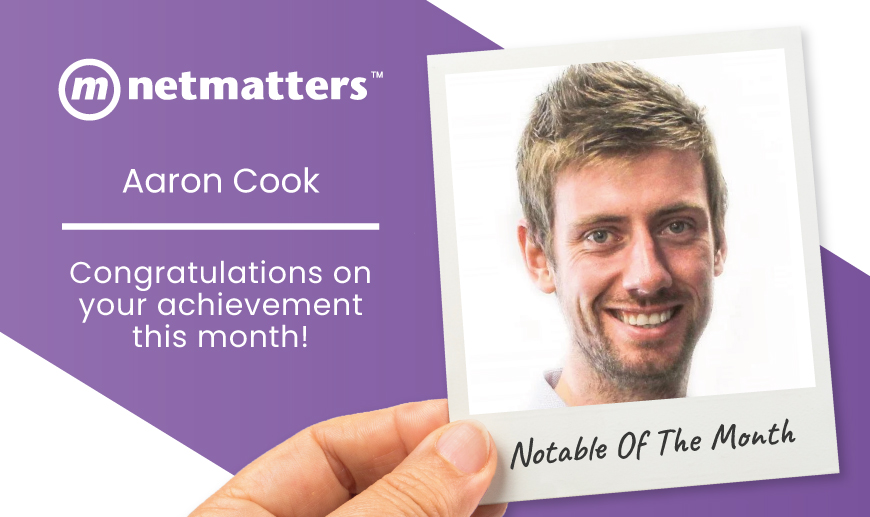 m netmatters™
Aaron Cook
Congratulations on
your achievement
this month!
Notable Of The Month